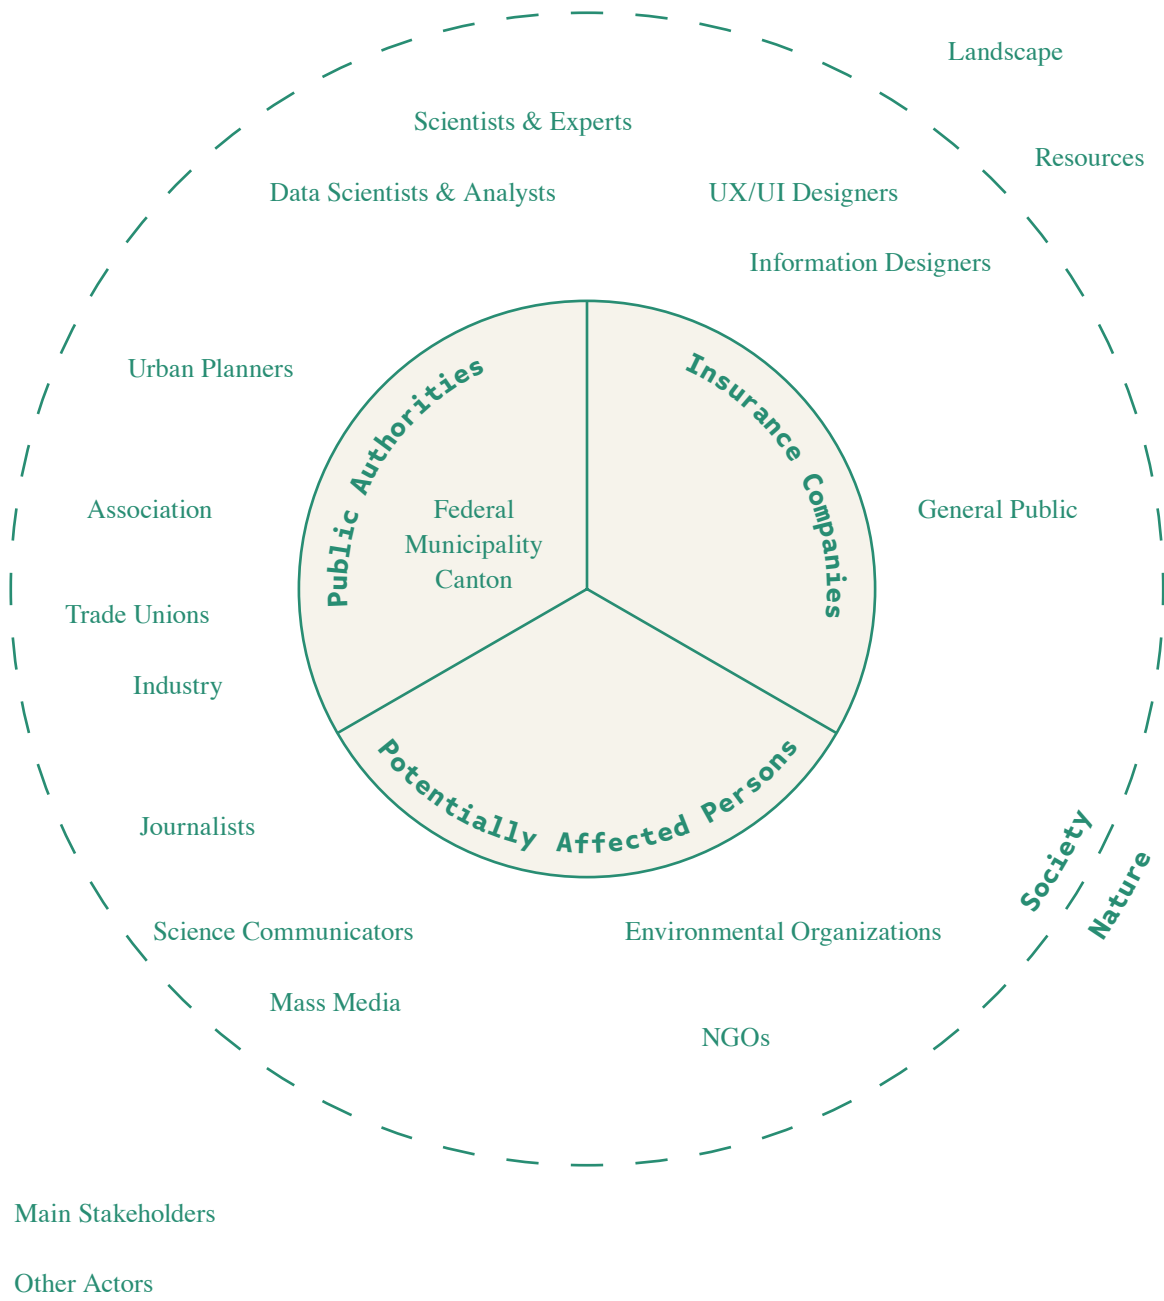 Landscape
Scientists & Experts
Resources
Data Scientists & Analysts
UX/UI Designers
Information Designers
Urban Planners
Public Authorities
Insurance Companies
Association
Federal
Municipality
Canton
General Public
Trade Unions
Industry
Potentially Affected Persons
Journalists
Society
Nature
Science Communicators
Environmental Organizations
Mass Media
NGOs
Main Stakeholders
Other Actors